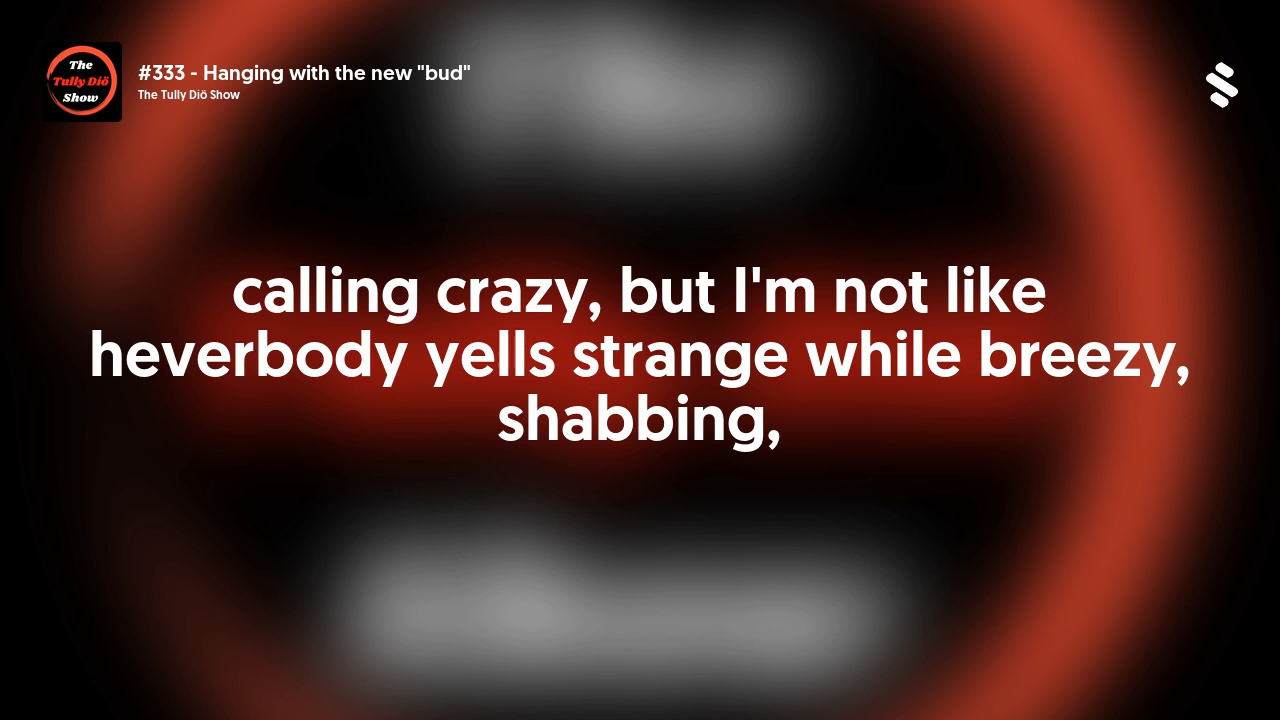 The
Tully Diö
Show
#333 - Hanging with the new "bud"
The Tully Diö Show
calling crazy, but I'm not like
heverbody yells strange while breezy,
shabbing,